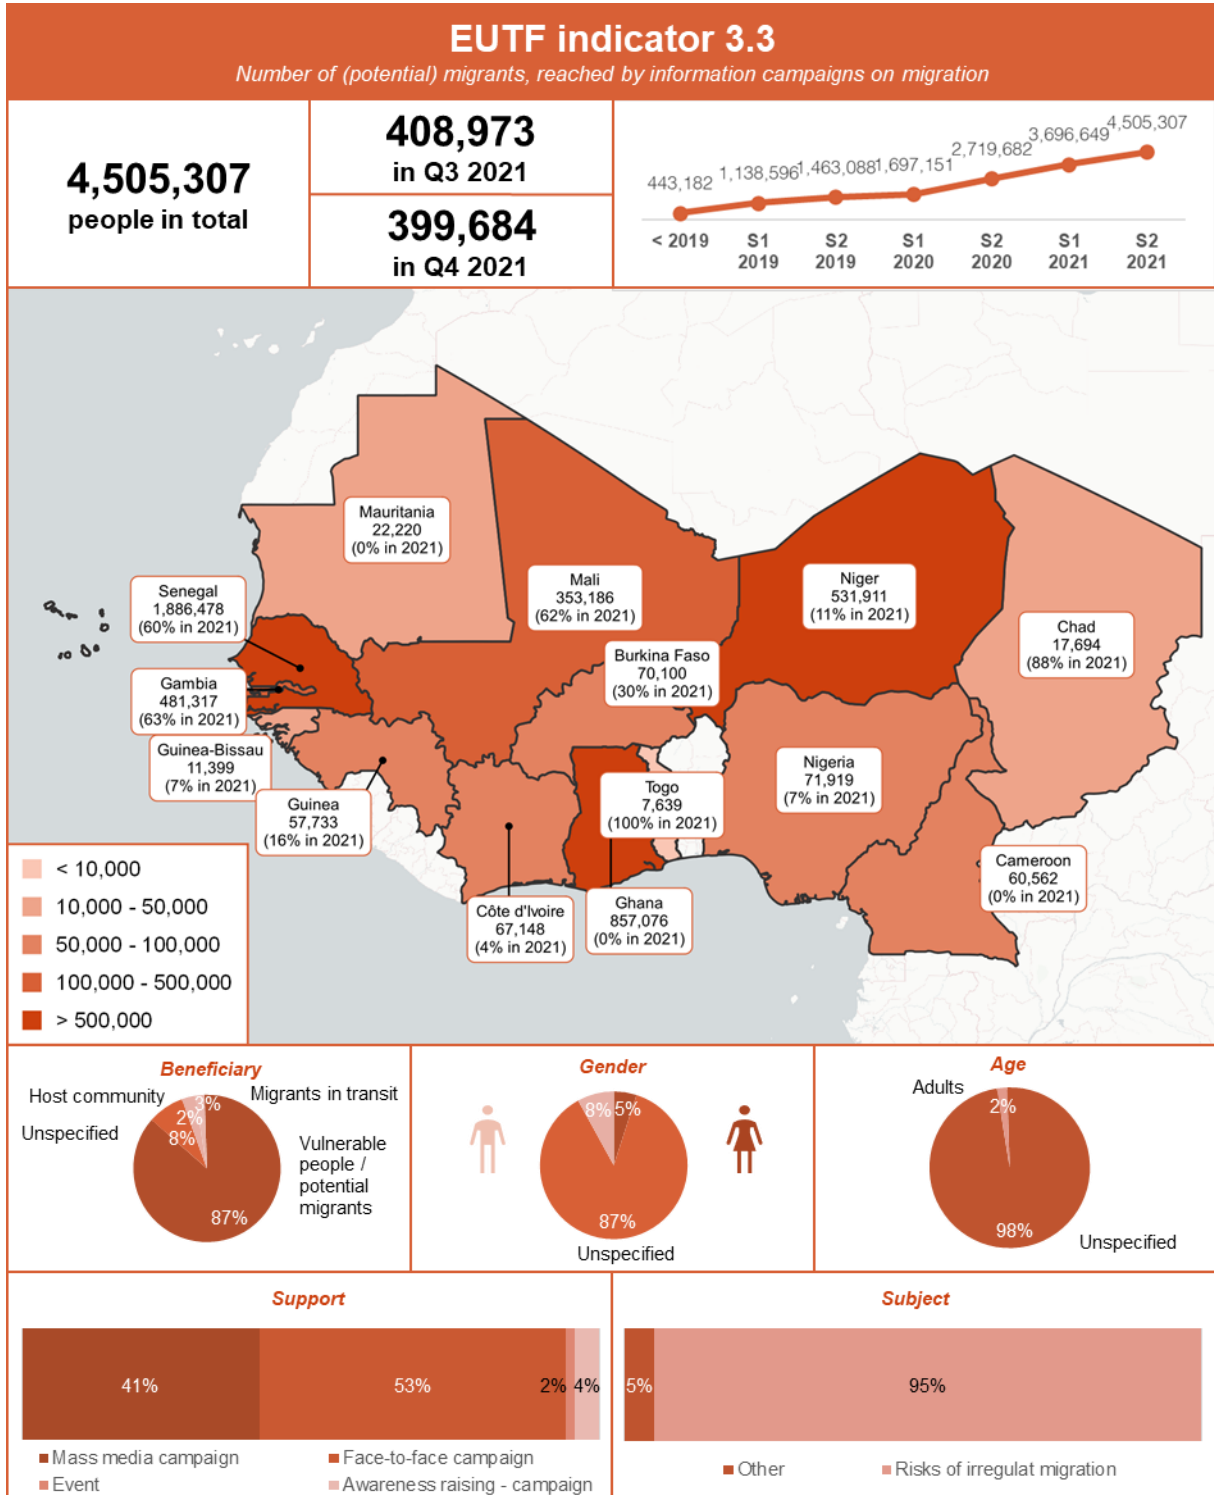 EUTF indicator 3.3
Number of (potential) migrants, reached by information campaigns on migration
4,505,307
people in total
408,973
in Q3 2021
399,684
in Q4 2021
443,182
1,138,596
1,463,088
1,697,151
2,719,682
3,696,649
4,505,307
< 2019
S1
2019
S2
2019
S1
2020
S2
2020
S1
2021
S2
2021
Mauritania
22,220
(0% in 2021)
Mali
353,186
(62% in 2021)
Niger
531,911
(11% in 2021)
Chad
17,694
(88% in 2021)
Senegal
1,886,478
(60% in 2021)
Burkina Faso
70,100
(30% in 2021)
Gambia
481,317
(63% in 2021)
Guinea-Bissau
11,399
(7% in 2021)
Guinea
57,733
(16% in 2021)
Togo
7,639
(100% in 2021)
Nigeria
71,919
(7% in 2021)
Cameroon
60,562
(0% in 2021)
Côte d'Ivoire
67,148
(4% in 2021)
Ghana
857,076
(0% in 2021)
< 10,000
10,000 - 50,000
50,000 - 100,000
100,000 - 500,000
> 500,000
Beneficiary
Host community
Migrants in transit
Unspecified
Vulnerable
people /
potential
migrants
3%
2%
8%
87%
Gender
8%
5%
87%
Unspecified
Age
Adults
2%
98%
Unspecified
Support
41%
53%
2%
4%
Mass media campaign
Face-to-face campaign
Event
Awareness raising - campaign
Subject
5%
95%
Other
Risks of irregulat migration